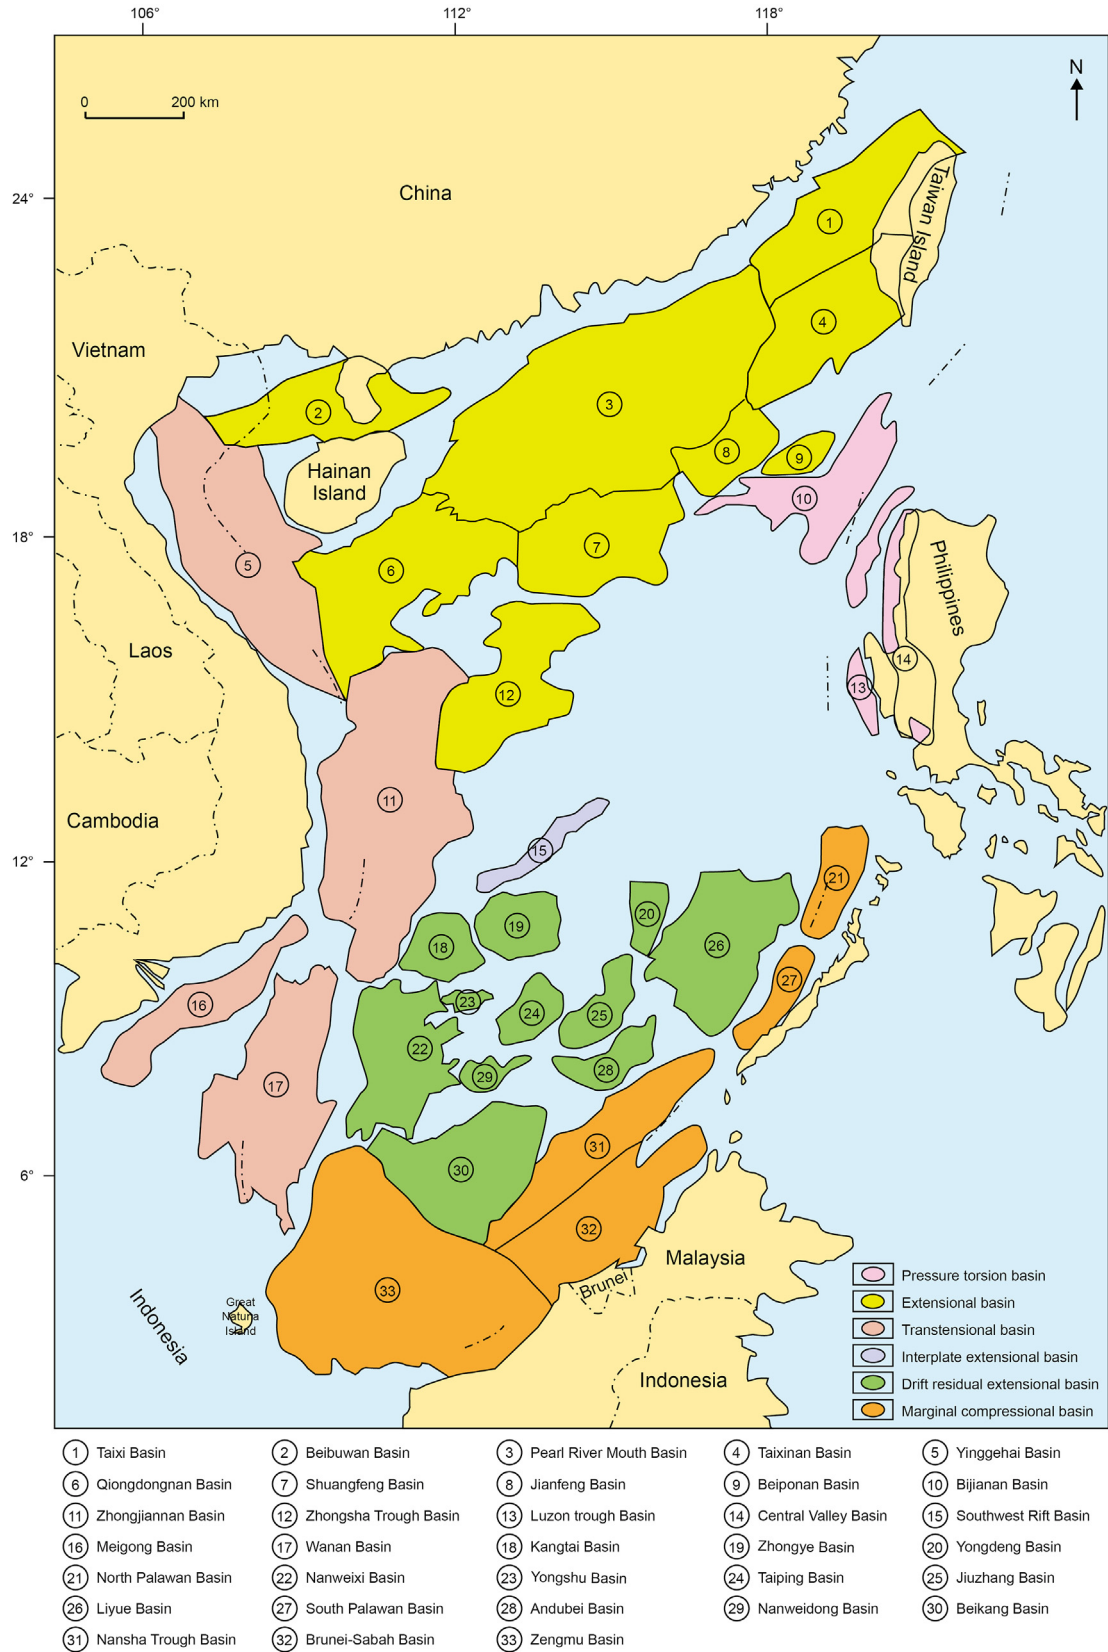 106°
112°
118°
0 200 km
N
24°
18°
12°
6°
China
Taiwan Island
Vietnam
Hainan
Island
Laos
Philippines
Cambodia
Malaysia
Brunei
Great
Natuna
Island
Indonesia
Indonesia
1
2
3
4
5
6
7
8
9
10
11
12
13
14
15
16
17
18
19
20
21
22
23
24
25
26
27
28
29
30
31
32
33
Pressure torsion basin
Extensional basin
Transtensional basin
Interplate extensional basin
Drift residual extensional basin
Marginal compressional basin
1 Taixi Basin 2 Beibuwan Basin 3 Pearl River Mouth Basin 4 Taixinan Basin 5 Yinggehai Basin
6 Qiongdongnan Basin 7 Shuangfeng Basin 8 Jianfeng Basin 9 Beiponan Basin 10 Bijianan Basin
11 Zhongjiannan Basin 12 Zhongsha Trough Basin 13 Luzon trough Basin 14 Central Valley Basin 15 Southwest Rift Basin
16 Meigong Basin 17 Wanan Basin 18 Kangtai Basin 19 Zhongye Basin 20 Yongdeng Basin
21 North Palawan Basin 22 Nanweixi Basin 23 Yongshu Basin 24 Taiping Basin 25 Jiuzhang Basin
26 Liyue Basin 27 South Palawan Basin 28 Andubei Basin 29 Nanweidong Basin 30 Beikang Basin
31 Nansha Trough Basin 32 Brunei-Sabah Basin 33 Zengmu Basin